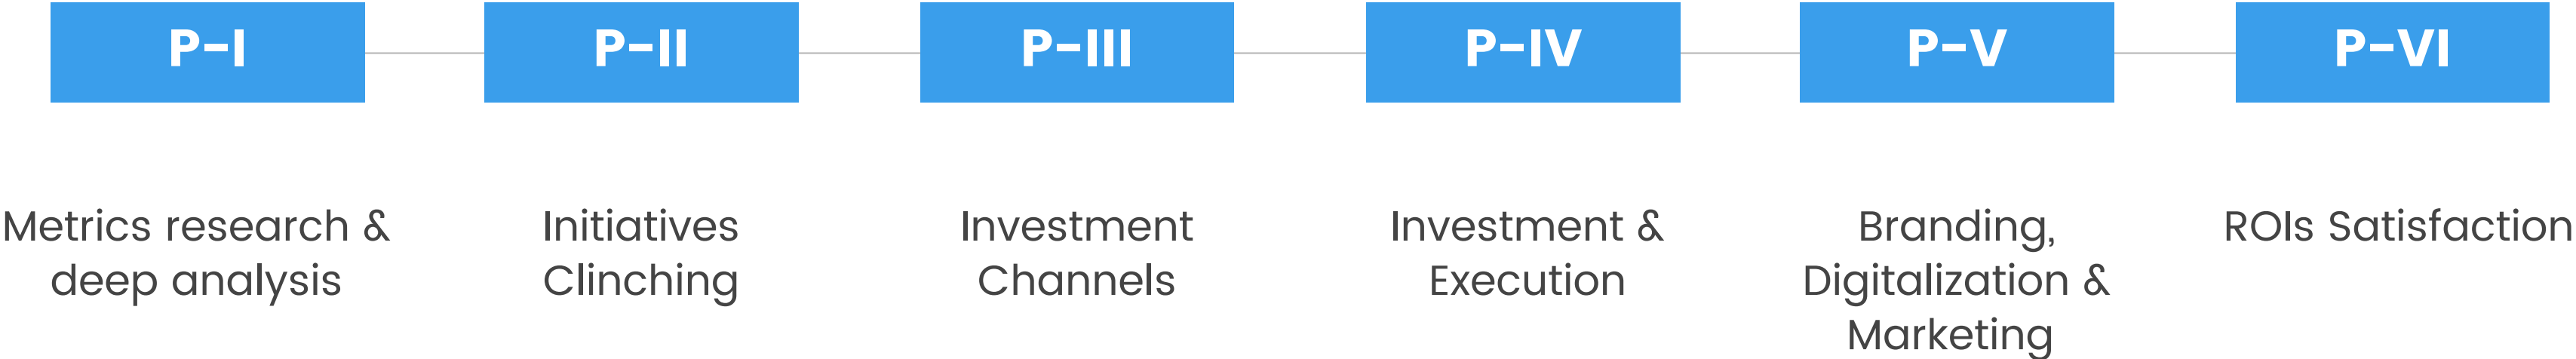 P-I
P-II
P-III
P-IV
P-V
P-VI
Metrics research &
deep analysis
Initiatives
Clinching
Investment
Channels
Investment &
Execution
Branding,
Digitalization &
Marketing
ROIs Satisfaction